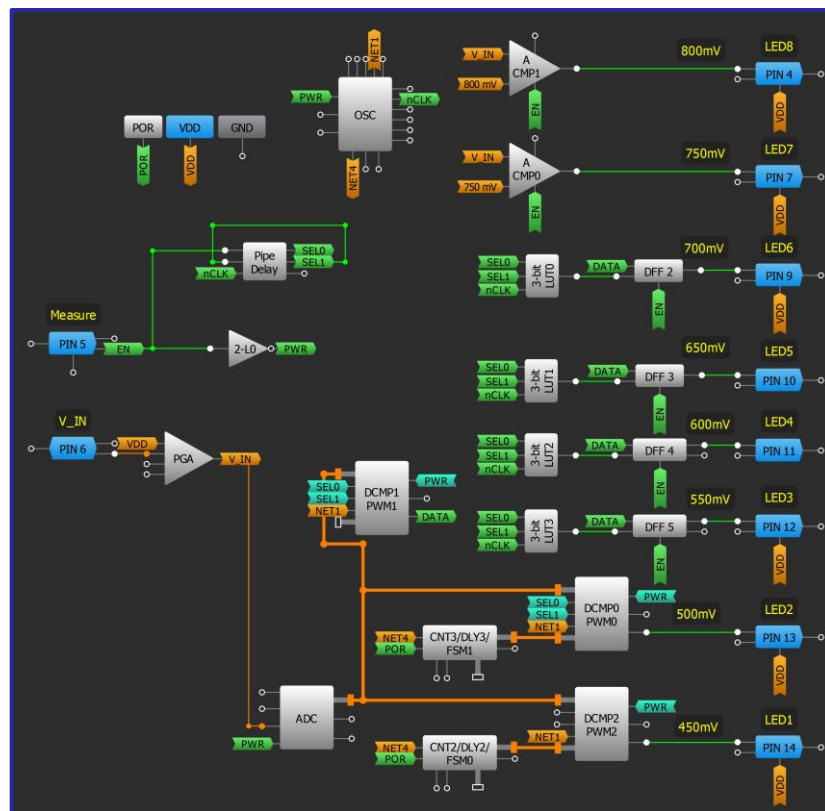 NET1
PWR
OSC
nCLK
NET4
POR
VDD
GND
POR
VDD
V_IN
800 mV
A
CMP1
EN
800mV
LED8
PIN 4
VDD
V_IN
750 mV
A
CMP0
EN
750mV
LED7
PIN 7
VDD
Pipe
Delay
SEL0
SEL1
nCLK
Measure
PIN 5
EN
2-L0
PWR
SEL0
SEL1
nCLK
3-bit
LUT0
DATA
DFF 2
EN
700mV
LED6
PIN 9
VDD
SEL0
SEL1
nCLK
3-bit
LUT1
DATA
DFF 3
EN
650mV
LED5
PIN 10
V_IN
PIN 6
VDD
PGA
V_IN
SEL0
SEL1
nCLK
3-bit
LUT2
DATA
DFF 4
EN
600mV
LED4
PIN 11
SEL0
SEL1
NET1
DCMP1
PWM1
PWR
DATA
SEL0
SEL1
nCLK
3-bit
LUT3
DATA
DFF 5
EN
550mV
LED3
PIN 12
VDD
NET4
POR
CNT3/DLY3/
FSM1
SEL0
SEL1
NET1
DCMP0
PWM0
PWR
500mV
LED2
PIN 13
VDD
PWR
ADC
NET4
POR
CNT2/DLY2/
FSM0
NET1
DCMP2
PWM2
PWR
450mV
LED1
PIN 14
VDD